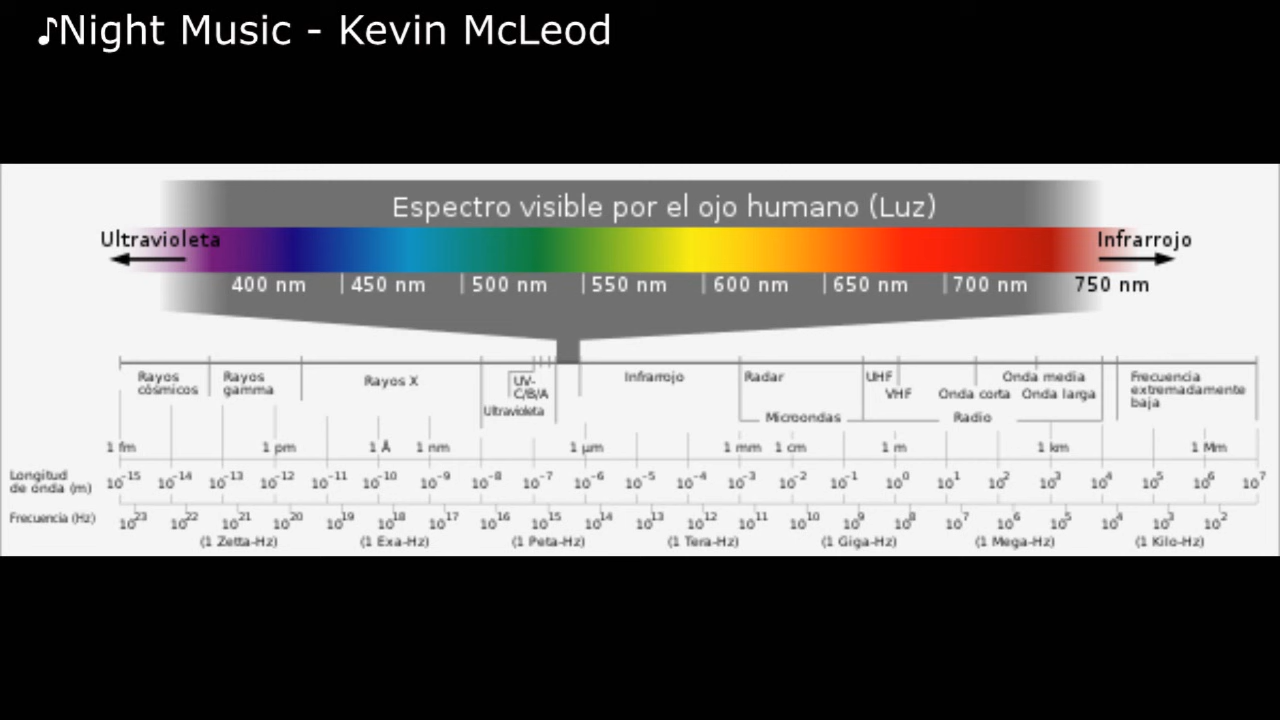 ♪Night Music - Kevin McLeod
Espectro visible por el ojo humano (Luz)
Ultravioleta
Infrarrojo
400 nm 450 nm 500 nm 550 nm 600 nm 650 nm 700 nm 750 nm
Rayos cósmicos
Rayos gamma
Rayos X
UV-C/B/A
Ultravioleta
Infrarrojo
Radar
Microondas
UHF
VHF
Onda corta
Onda media
Onda larga
Radio
Frecuencia extremadamente baja
1 fm 1 pm 1 Å 1 nm 1 µm 1 mm 1 cm 1 m 1 km 1 Mm
Longitud de onda (m)
10⁻¹⁵ 10⁻¹⁴ 10⁻¹³ 10⁻¹² 10⁻¹¹ 10⁻¹⁰ 10⁻⁹ 10⁻⁸ 10⁻⁷ 10⁻⁶ 10⁻⁵ 10⁻⁴ 10⁻³ 10⁻² 10⁻¹ 10⁰ 10¹ 10² 10³ 10⁴ 10⁵ 10⁶ 10⁷
Frecuencia (Hz)
10²³ 10²² 10²¹ 10²⁰ 10¹⁹ 10¹⁸ 10¹⁷ 10¹⁶ 10¹⁵ 10¹⁴ 10¹³ 10¹² 10¹¹ 10¹⁰ 10⁹ 10⁸ 10⁷ 10⁶ 10⁵ 10⁴ 10³ 10²
(1 Zetta-Hz) (1 Exa-Hz) (1 Peta-Hz) (1 Tera-Hz) (1 Giga-Hz) (1 Mega-Hz) (1 Kilo-Hz)